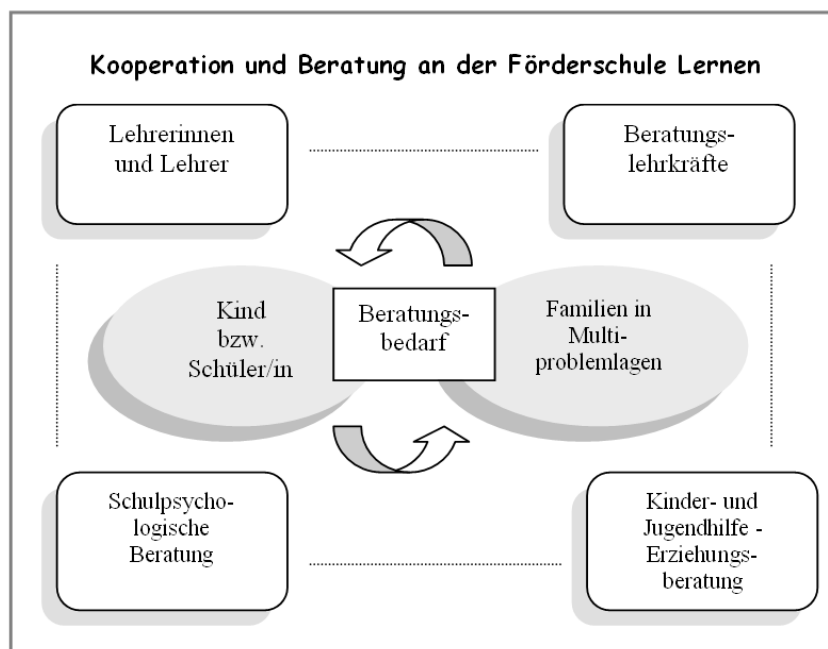 Kooperation und Beratung an der Förderschule Lernen
Lehrerinnen
und Lehrer
Beratungs-
lehrkräfte
Kind
bzw.
Schüler/in
Beratungs-
bedarf
Familien in
Multi-
problemlagen
Schulpsycho-
logische
Beratung
Kinder- und
Jugendhilfe -
Erziehungs-
beratung